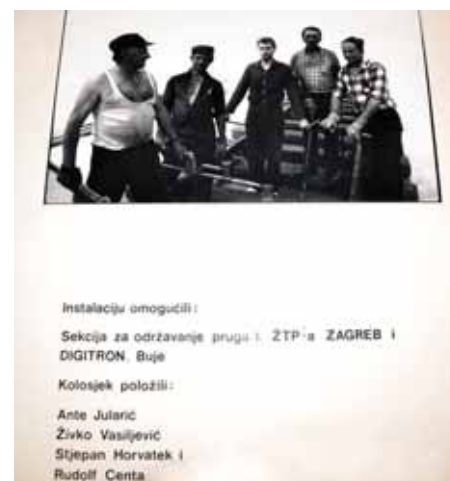 Instalaciju omogućili:
Sekcija za održavanje pruga ŽTP-a ZAGREB i
DIGITRON, Buje
Kolosjek položili:
Ante Jularić
Živko Vasiljević
Stjepan Horvatek i
Rudolf Centa